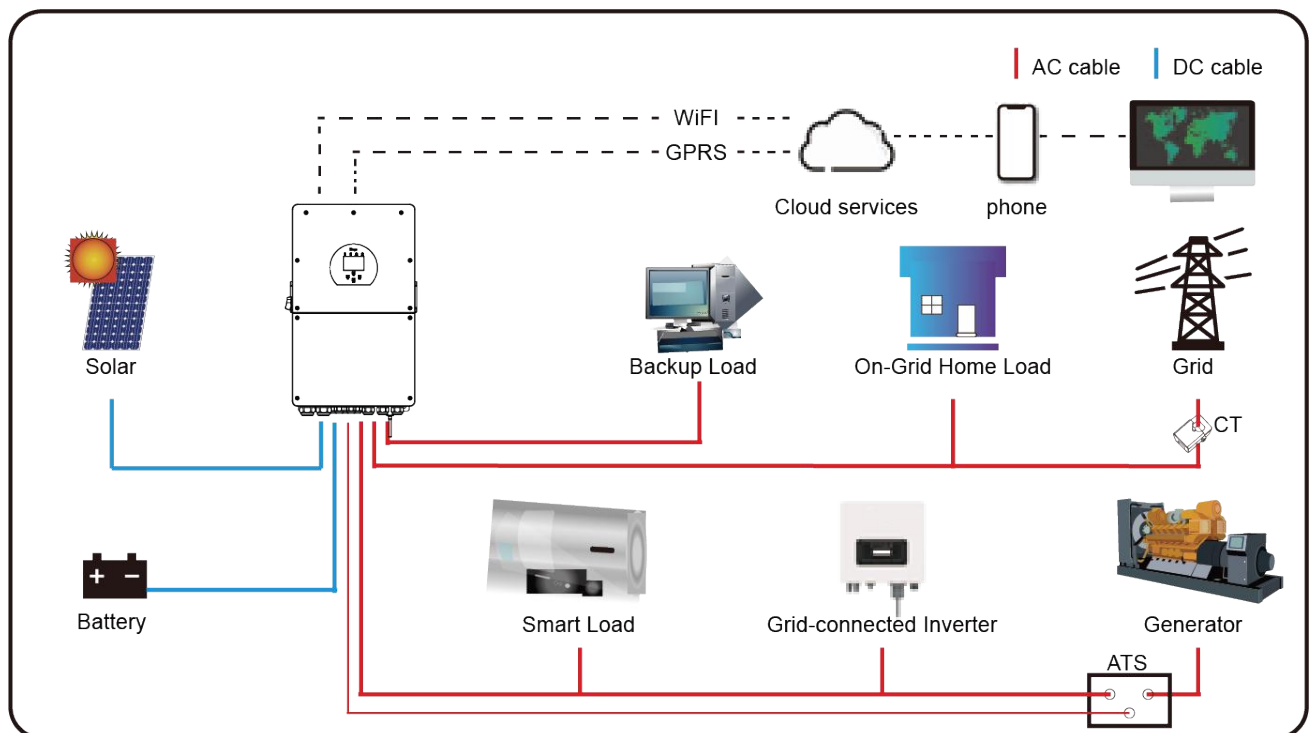 AC cable
DC cable
WiFI
GPRS
Cloud services
phone
Solar
Backup Load
On-Grid Home Load
Grid
CT
+ −
Battery
Smart Load
Grid-connected Inverter
Generator
ATS